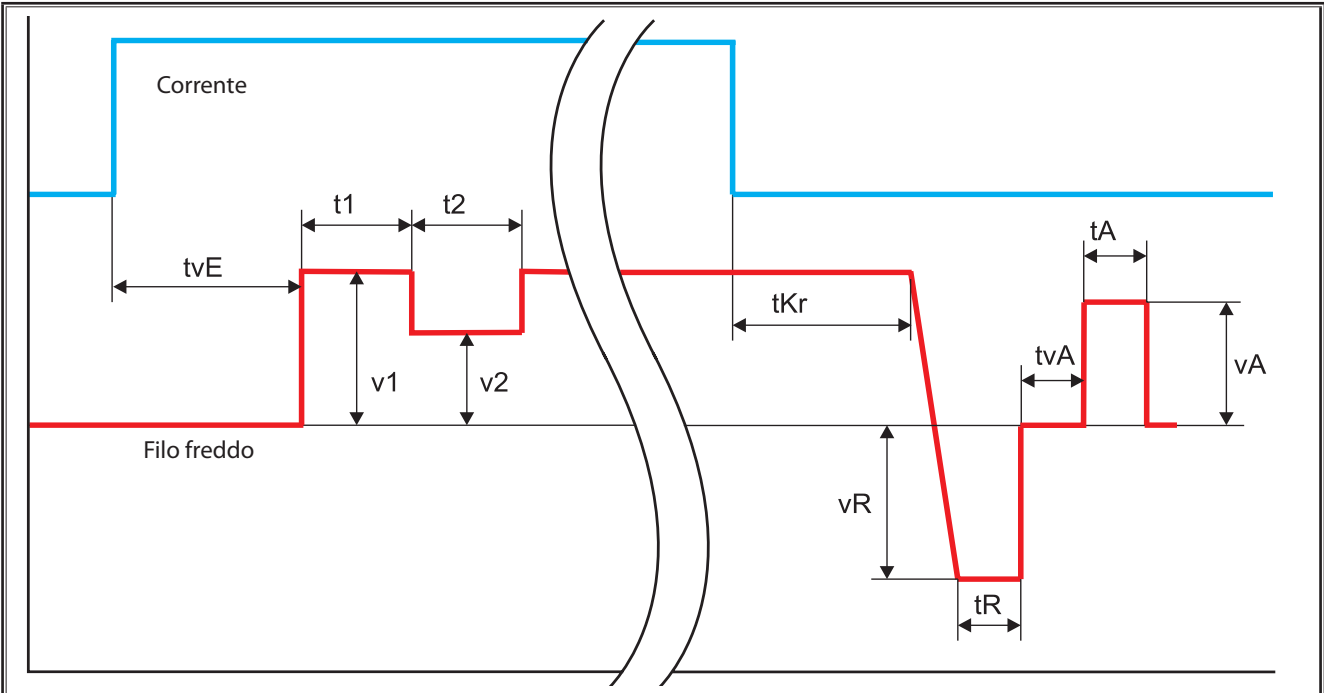 Corrente
t1
t2
tvE
tA
tKr
tvA
vA
v1
v2
Filo freddo
vR
tR